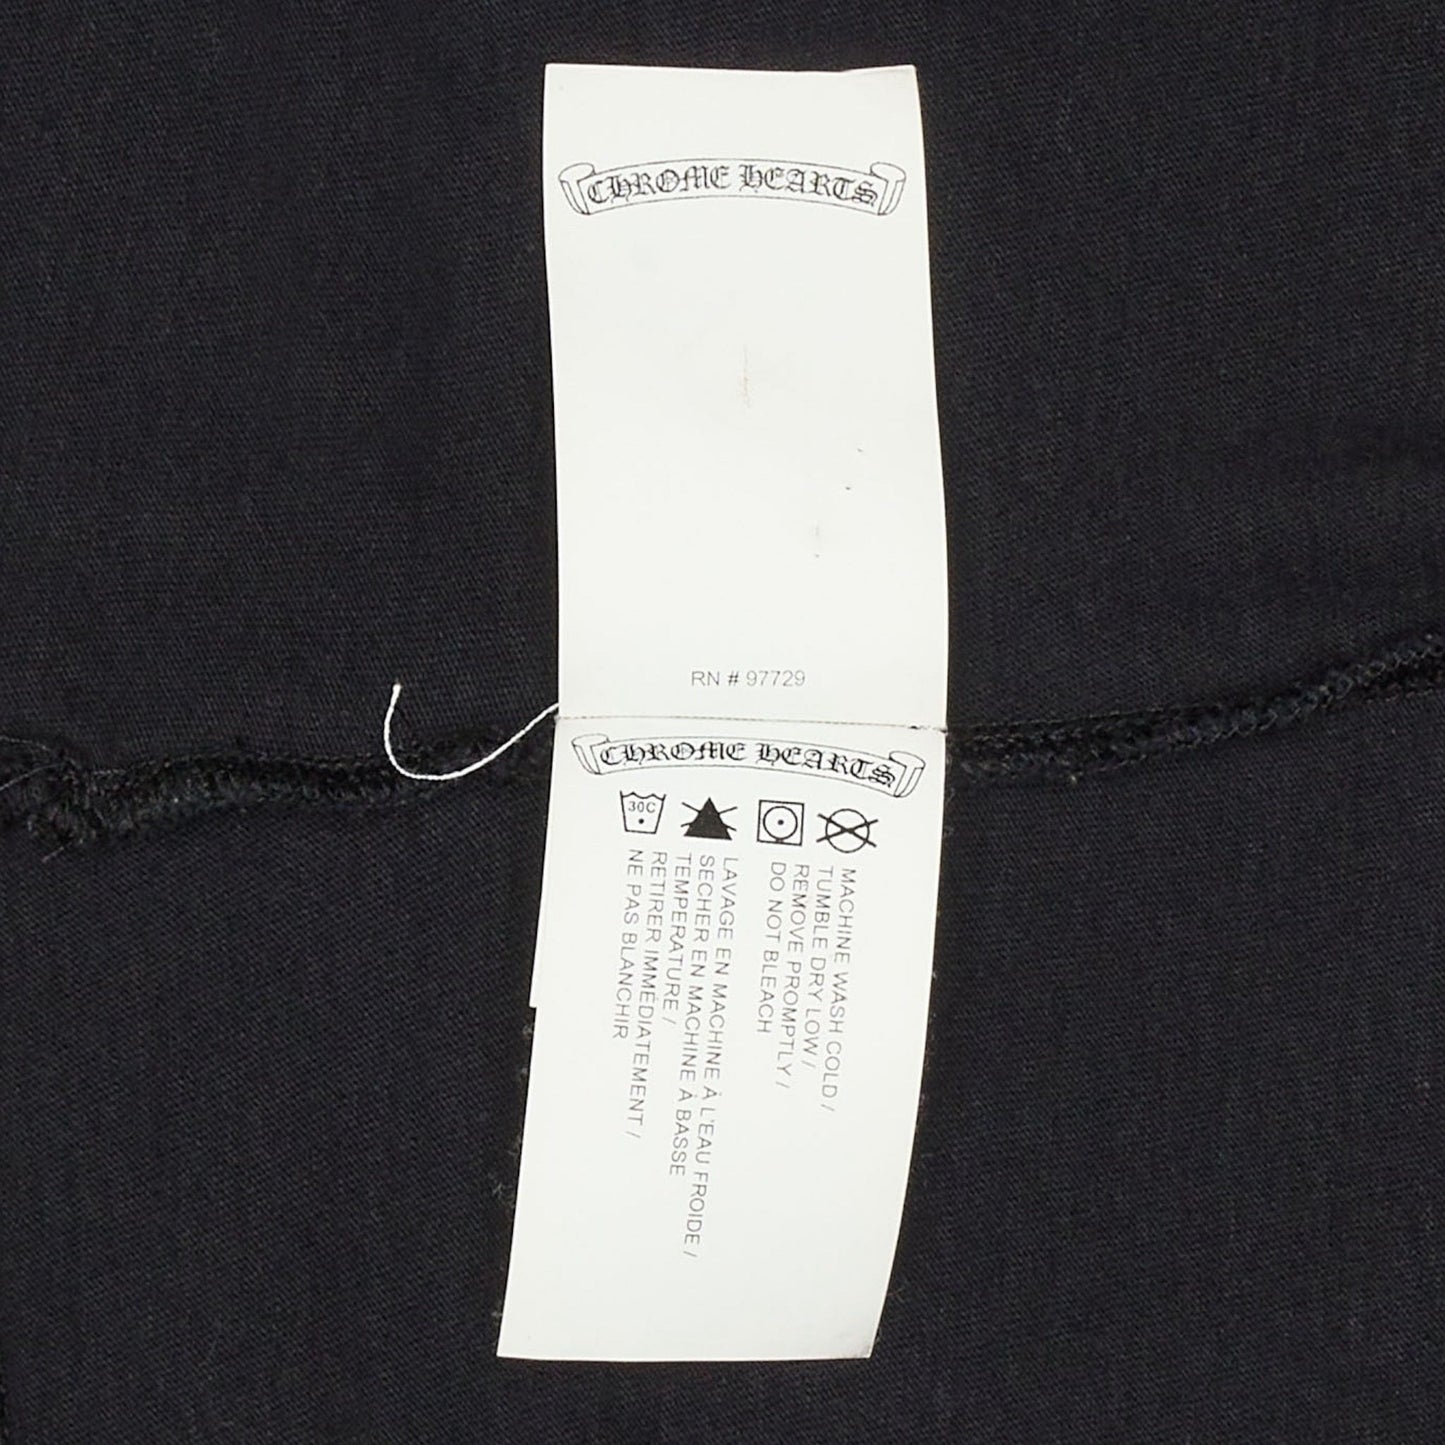 CHROME HEARTS
RN # 97729
CHROME HEARTS
30C
MACHINE WASH COLD /
TUMBLE DRY LOW /
REMOVE PROMPTLY /
DO NOT BLEACH
LAVAGE EN MACHINE À L'EAU FROIDE /
SECHER EN MACHINE À BASSE
TEMPERATURE /
RETIRER IMMÉDIATEMENT /
NE PAS BLANCHIR